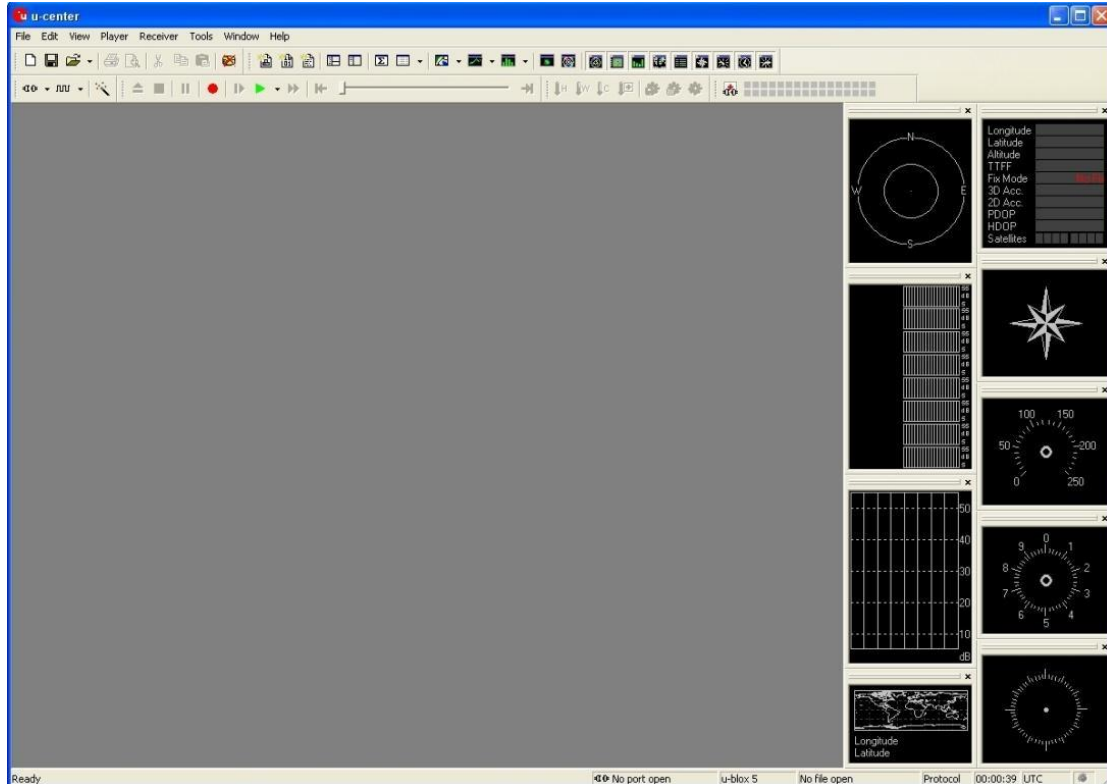 u-center
File Edit View Player Receiver Tools Window Help
N
W E
S
Longitude
Latitude
Altitude
TTFF
Fix Mode
3D Acc.
2D Acc.
PDOP
HDOP
Satellites
100 150
50 200
0 250
50
40
30
20
10
dB
0
9 1
8 2
7 3
6 4
5
Longitude
Latitude
Ready No port open u-blox 5 No file open Protocol 00:00:39 UTC